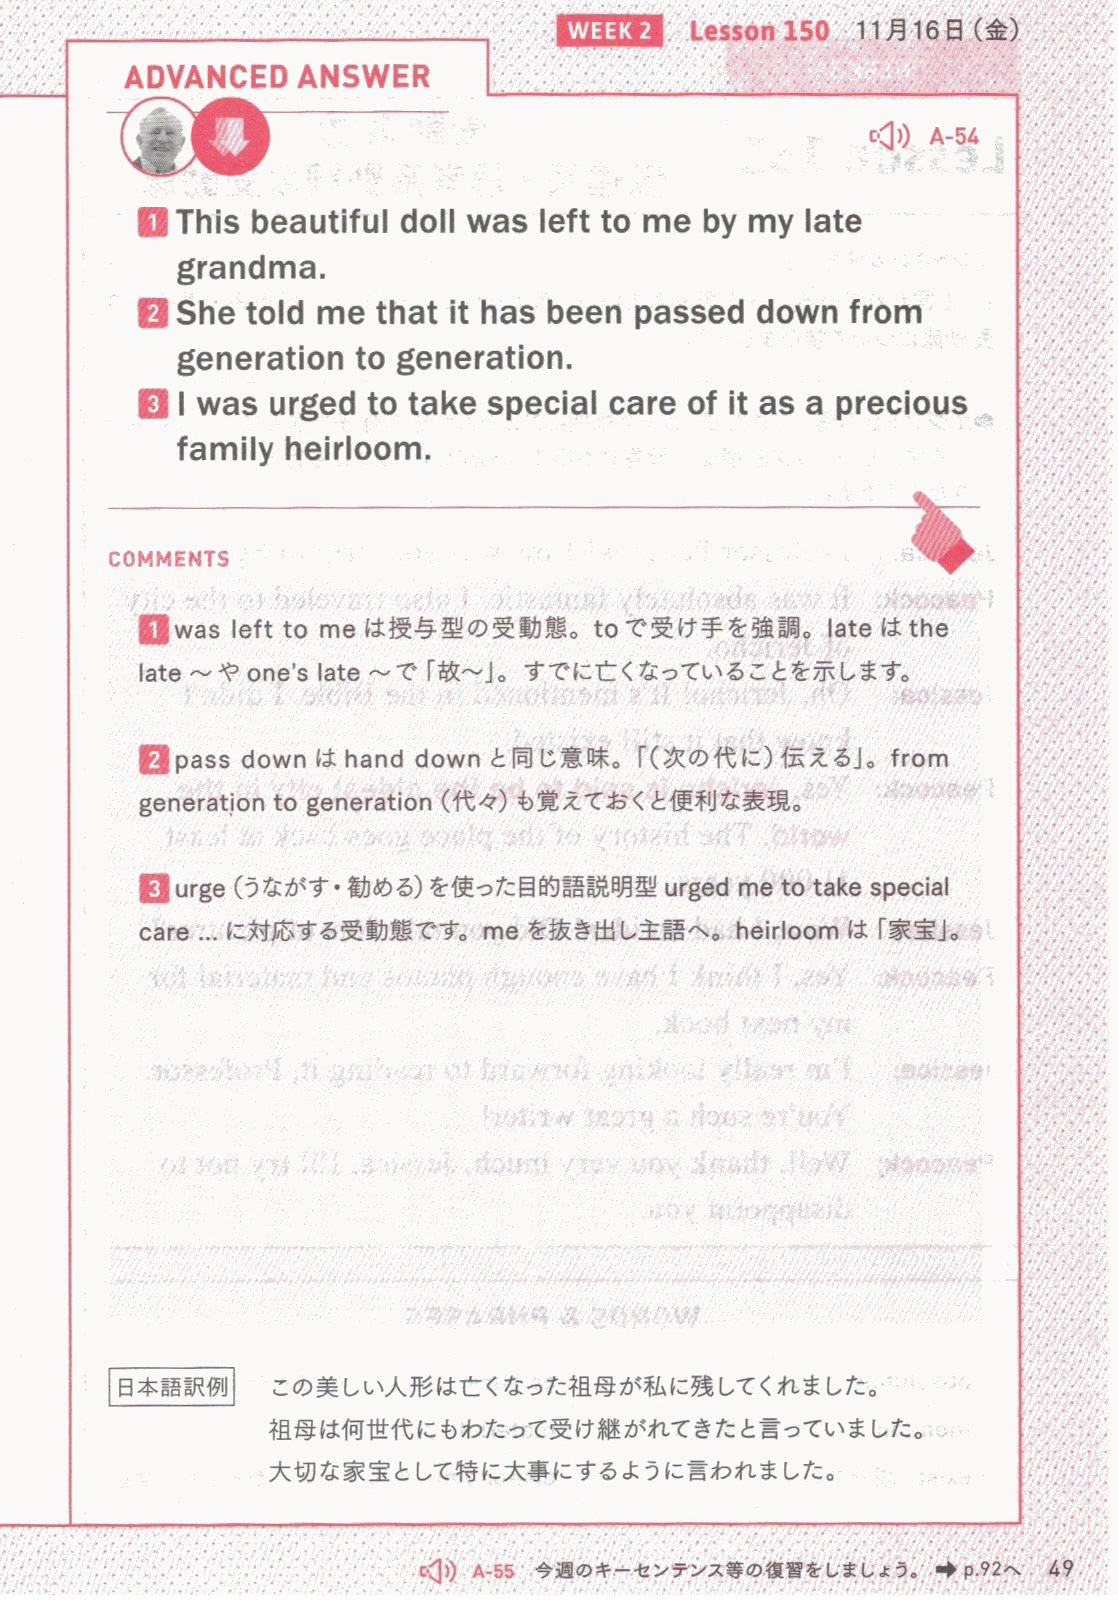 WEEK 2 Lesson 150 11月16日（金）
ADVANCED ANSWER
A-54
1 This beautiful doll was left to me by my late
grandma.
2 She told me that it has been passed down from
generation to generation.
3 I was urged to take special care of it as a precious
family heirloom.
COMMENTS
1 was left to me は授与型の受動態。to で受け手を強調。late は the
late ～ や one's late ～ で「故～」。すでに亡くなっていることを示します。
2 pass down は hand down と同じ意味。「（次の代に）伝える」。from
generation to generation（代々）も覚えておくと便利な表現。
3 urge（うながす・勧める）を使った目的語説明型 urged me to take special
care ... に対応する受動態です。me を抜き出し主語へ。heirloom は「家宝」。
日本語訳例 この美しい人形は亡くなった祖母が私に残してくれました。
祖母は何世代にもわたって受け継がれてきたと言っていました。
大切な家宝として特に大事にするように言われました。
A-55 今週のキーセンテンス等の復習をしましょう。➡ p.92へ 49